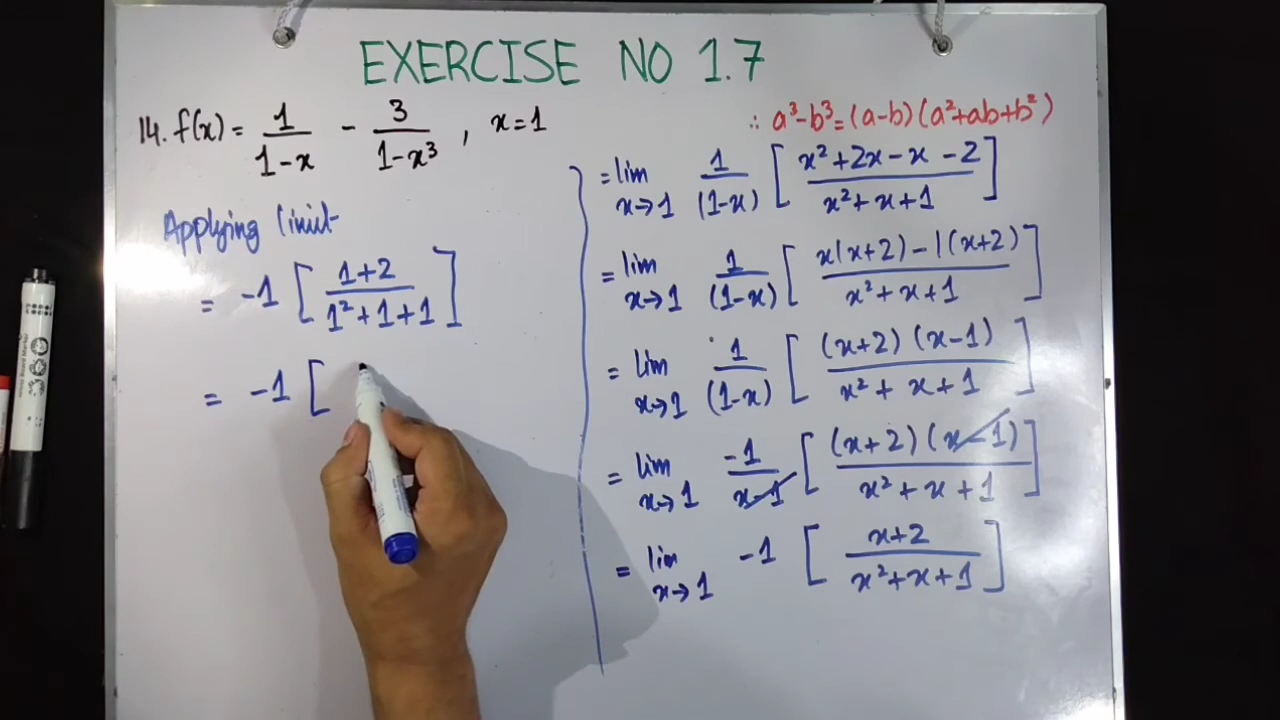 EXERCISE NO 1.7
14. f(x) = 1/(1-x) - 3/(1-x³) , x=1
Applying limit
= -1 [ (1+2)/(1²+1+1) ]
= -1 [
∴ a³-b³=(a-b)(a²+ab+b²)
= lim x→1 1/(1-x) [ (x²+2x-x-2)/(x²+x+1) ]
= lim x→1 1/(1-x) [ (x(x+2)-1(x+2))/(x²+x+1) ]
= lim x→1 1/(1-x) [ (x+2)(x-1)/(x²+x+1) ]
= lim x→1 -1/(x-1) [ (x+2)(x-1)/(x²+x+1) ]
= lim x→1 -1 [ (x+2)/(x²+x+1) ]